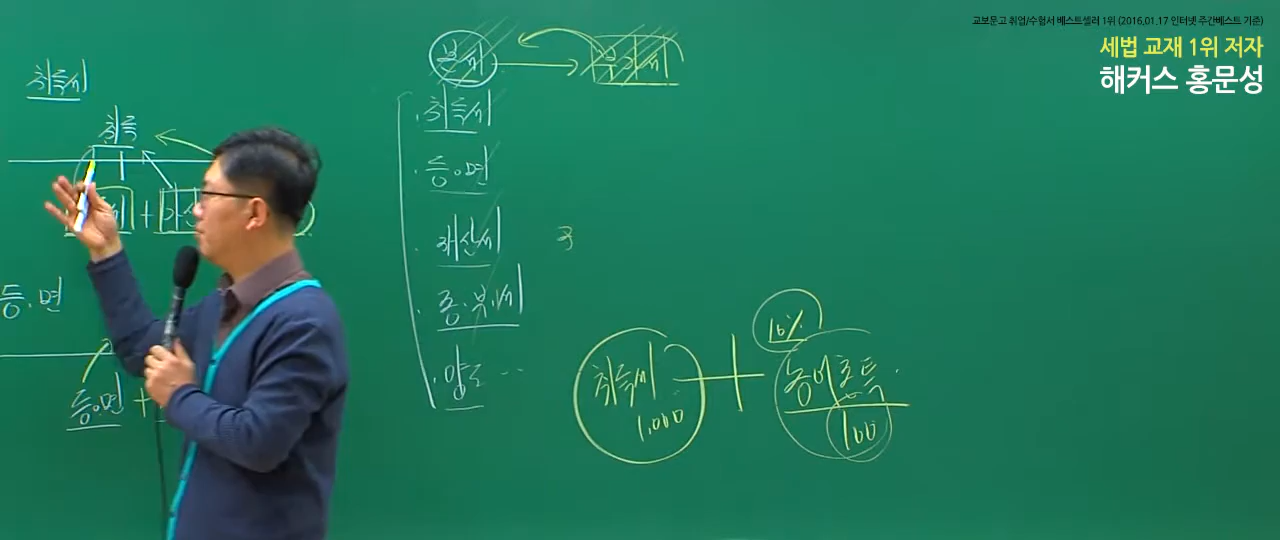 교보문고 취업/수험서 베스트셀러 1위 (2016.01.17 인터넷 주간베스트 기준)
세법 교재 1위 저자
해커스 홍문성
취득세
취득
+ 가산
등.면
등.면 +
본세
부가세
· 취득세
· 등.면
· 재산세
· 종.부.세
· 양도 ...
주
취득세
1,000
+
10%
농어촌특
100